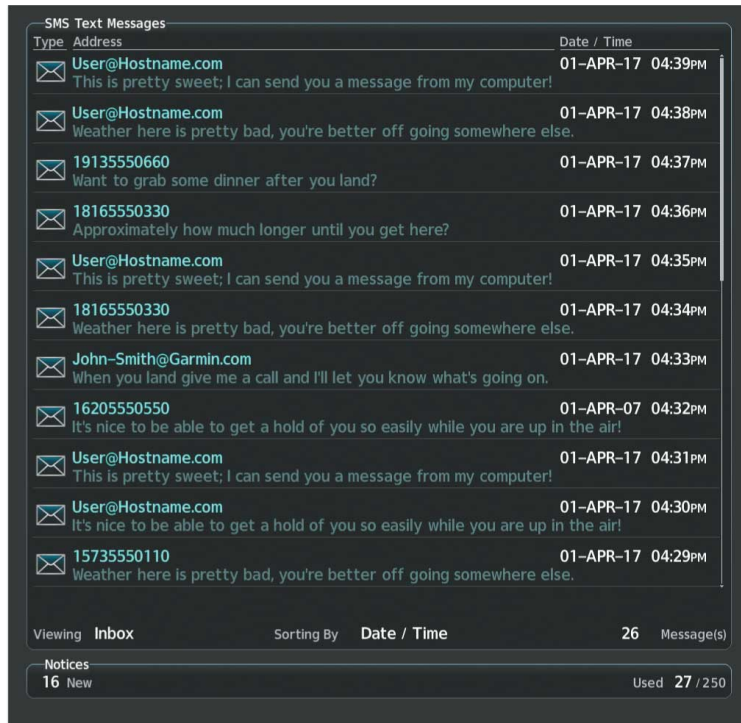 SMS Text Messages
Type Address Date / Time
User@Hostname.com 01-APR-17 04:39PM
This is pretty sweet; I can send you a message from my computer!
User@Hostname.com 01-APR-17 04:38PM
Weather here is pretty bad, you're better off going somewhere else.
19135550660 01-APR-17 04:37PM
Want to grab some dinner after you land?
18165550330 01-APR-17 04:36PM
Approximately how much longer until you get here?
User@Hostname.com 01-APR-17 04:35PM
This is pretty sweet; I can send you a message from my computer!
18165550330 01-APR-17 04:34PM
Weather here is pretty bad, you're better off going somewhere else.
John-Smith@Garmin.com 01-APR-17 04:33PM
When you land give me a call and I'll let you know what's going on.
16205550550 01-APR-07 04:32PM
It's nice to be able to get a hold of you so easily while you are up in the air!
User@Hostname.com 01-APR-17 04:31PM
This is pretty sweet; I can send you a message from my computer!
User@Hostname.com 01-APR-17 04:30PM
It's nice to be able to get a hold of you so easily while you are up in the air!
15735550110 01-APR-17 04:29PM
Weather here is pretty bad, you're better off going somewhere else.
Viewing Inbox Sorting By Date / Time 26 Message(s)
Notices
16 New Used 27/250